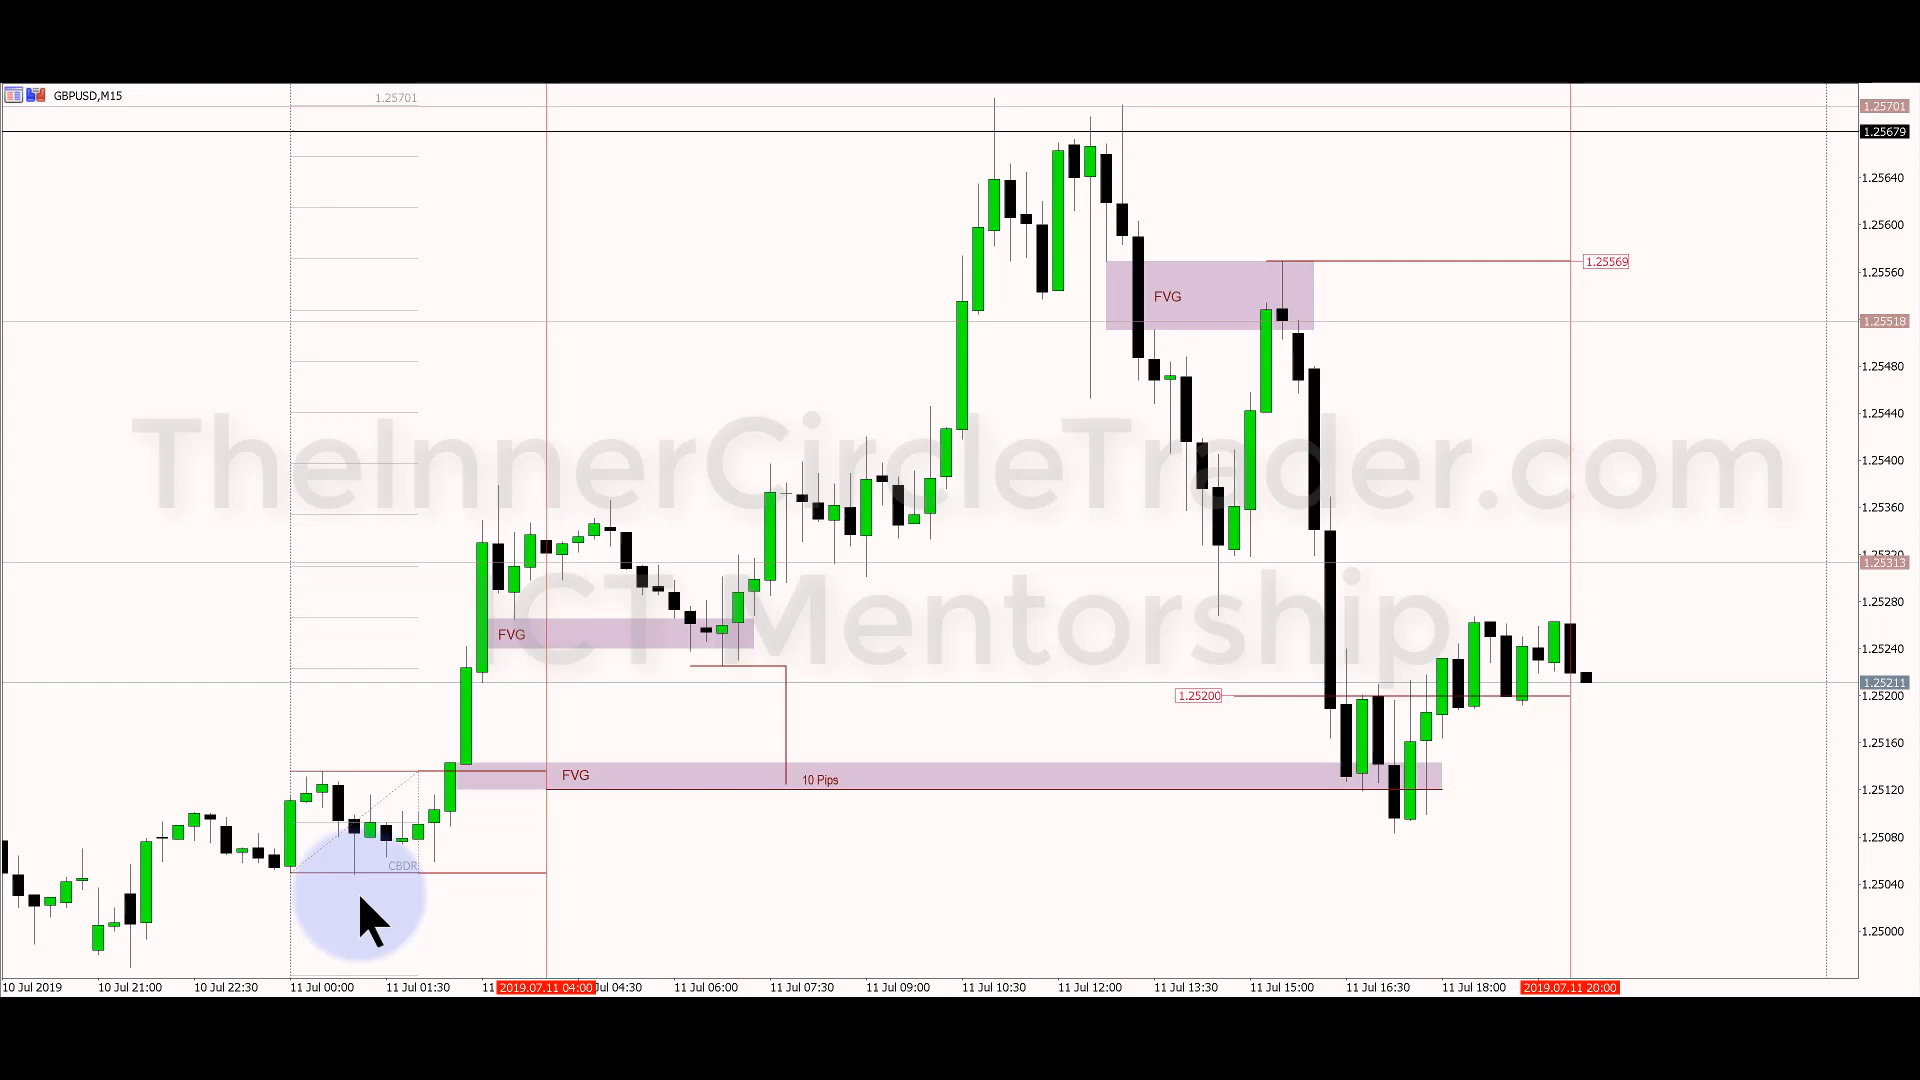 GBPUSD,M15
1.25701
1.25701
1.25679
1.25640
1.25600
1.25569
1.25560
FVG
1.25518
1.25480
1.25440
TheInnerCircleTrader.com
1.25400
1.25360
1.25320
1.25313
ICT Mentorship
1.25280
FVG
1.25240
1.25211
1.25200
1.25200
1.25160
FVG
10 Pips
1.25120
1.25080
CBDR
1.25040
1.25000
10 Jul 2019
10 Jul 21:00
10 Jul 22:30
11 Jul 00:00
11 Jul 01:30
11
2019.07.11 04:00
Jul 04:30
11 Jul 06:00
11 Jul 07:30
11 Jul 09:00
11 Jul 10:30
11 Jul 12:00
11 Jul 13:30
11 Jul 15:00
11 Jul 16:30
11 Jul 18:00
2019.07.11 20:00